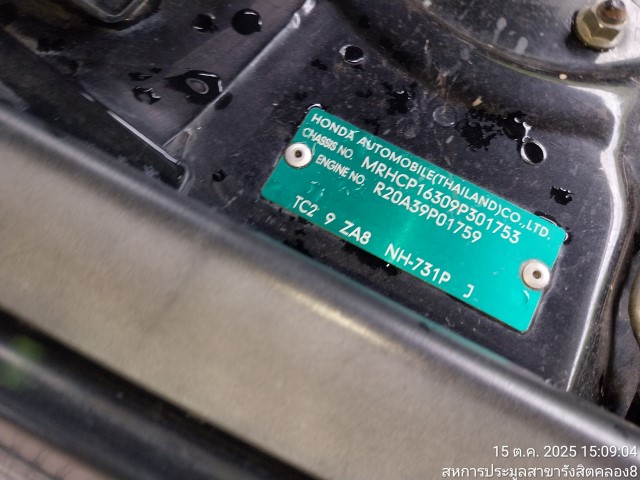 HONDA AUTOMOBILE(THAILAND)CO.,LTD.
CHASSIS NO. MRHCP16309P301753
ENGINE NO. R20A39P01759
TC2 9 ZA8 NH-731P J
15 ต.ค. 2025 15:09:04
สหการประมูลสาขารังสิตคลอง8